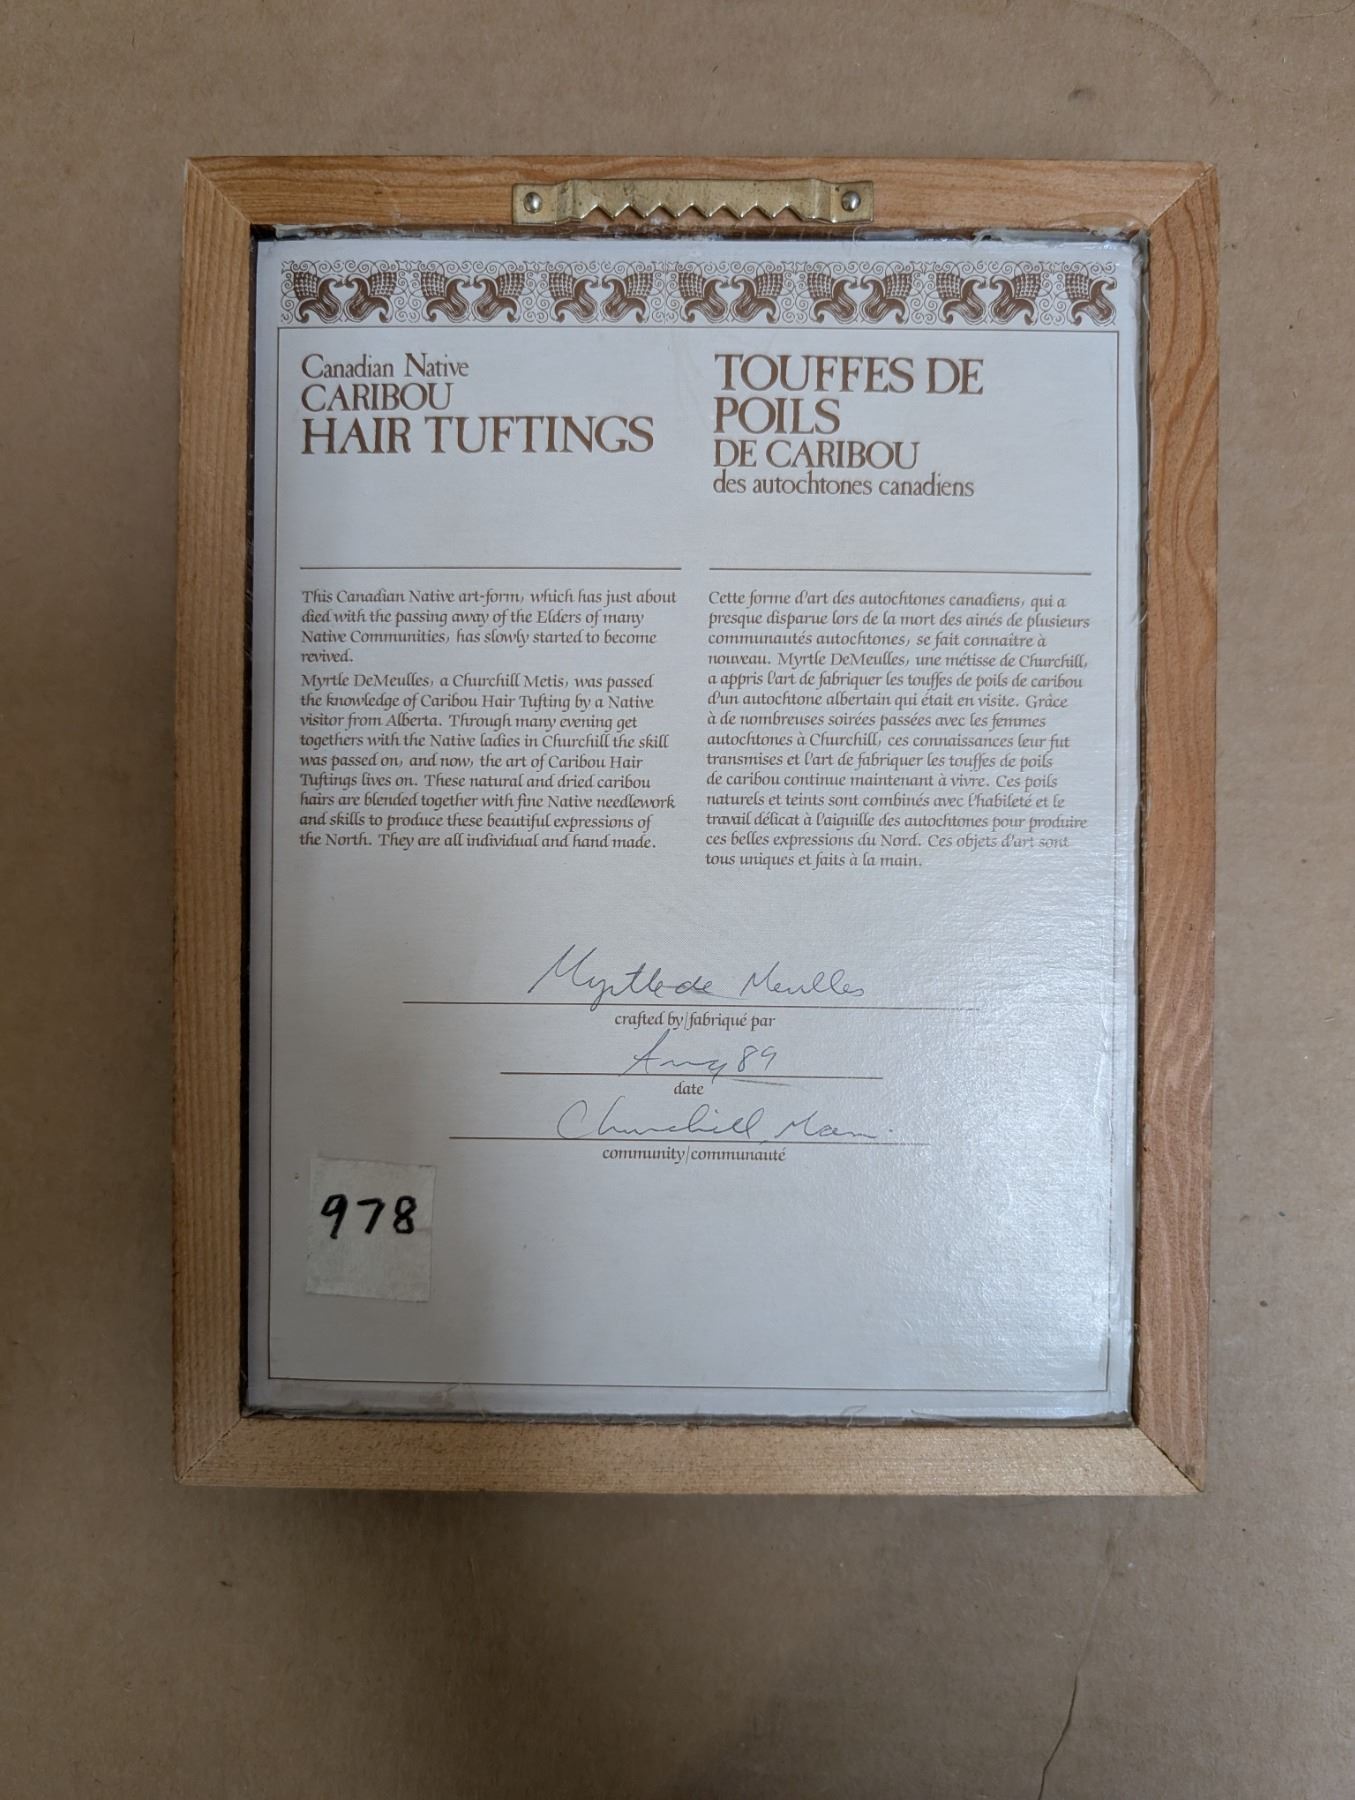 Canadian Native
CARIBOU
HAIR TUFTINGS
This Canadian Native art-form, which has just about
died with the passing away of the Elders of many
Native Communities, has slowly started to become
revived.
Myrtle DeMeulles, a Churchill Metis, was passed
the knowledge of Caribou Hair Tufting by a Native
visitor from Alberta. Through many evening get
togethers with the Native ladies in Churchill the skill
was passed on, and now, the art of Caribou Hair
Tuftings lives on. These natural and dried caribou
hairs are blended together with fine Native needlework
and skills to produce these beautiful expressions of
the North. They are all individual and hand made.
TOUFFES DE
POILS
DE CARIBOU
des autochtones canadiens
Cette forme d'art des autochtones canadiens, qui a
presque disparue lors de la mort des ainés de plusieurs
communautés autochtones, se fait connaître à
nouveau. Myrtle DeMeulles, une métisse de Churchill,
a appris l'art de fabriquer les touffes de poils de caribou
d'un autochtone albertain qui était en visite. Grâce
à de nombreuses soirées passées avec les femmes
autochtones à Churchill, ces connaissances leur fut
transmises et l'art de fabriquer les touffes de poils
de caribou continue maintenant à vivre. Ces poils
naturels et teints sont combinés avec l'habileté et le
travail délicat à l'aiguille des autochtones pour produire
ces belles expressions du Nord. Ces objets d'art sont
tous uniques et faits à la main.
Myrtle de Meulles
crafted by/fabriqué par
Aug 89
date
Churchill, Man.
community/communauté
978